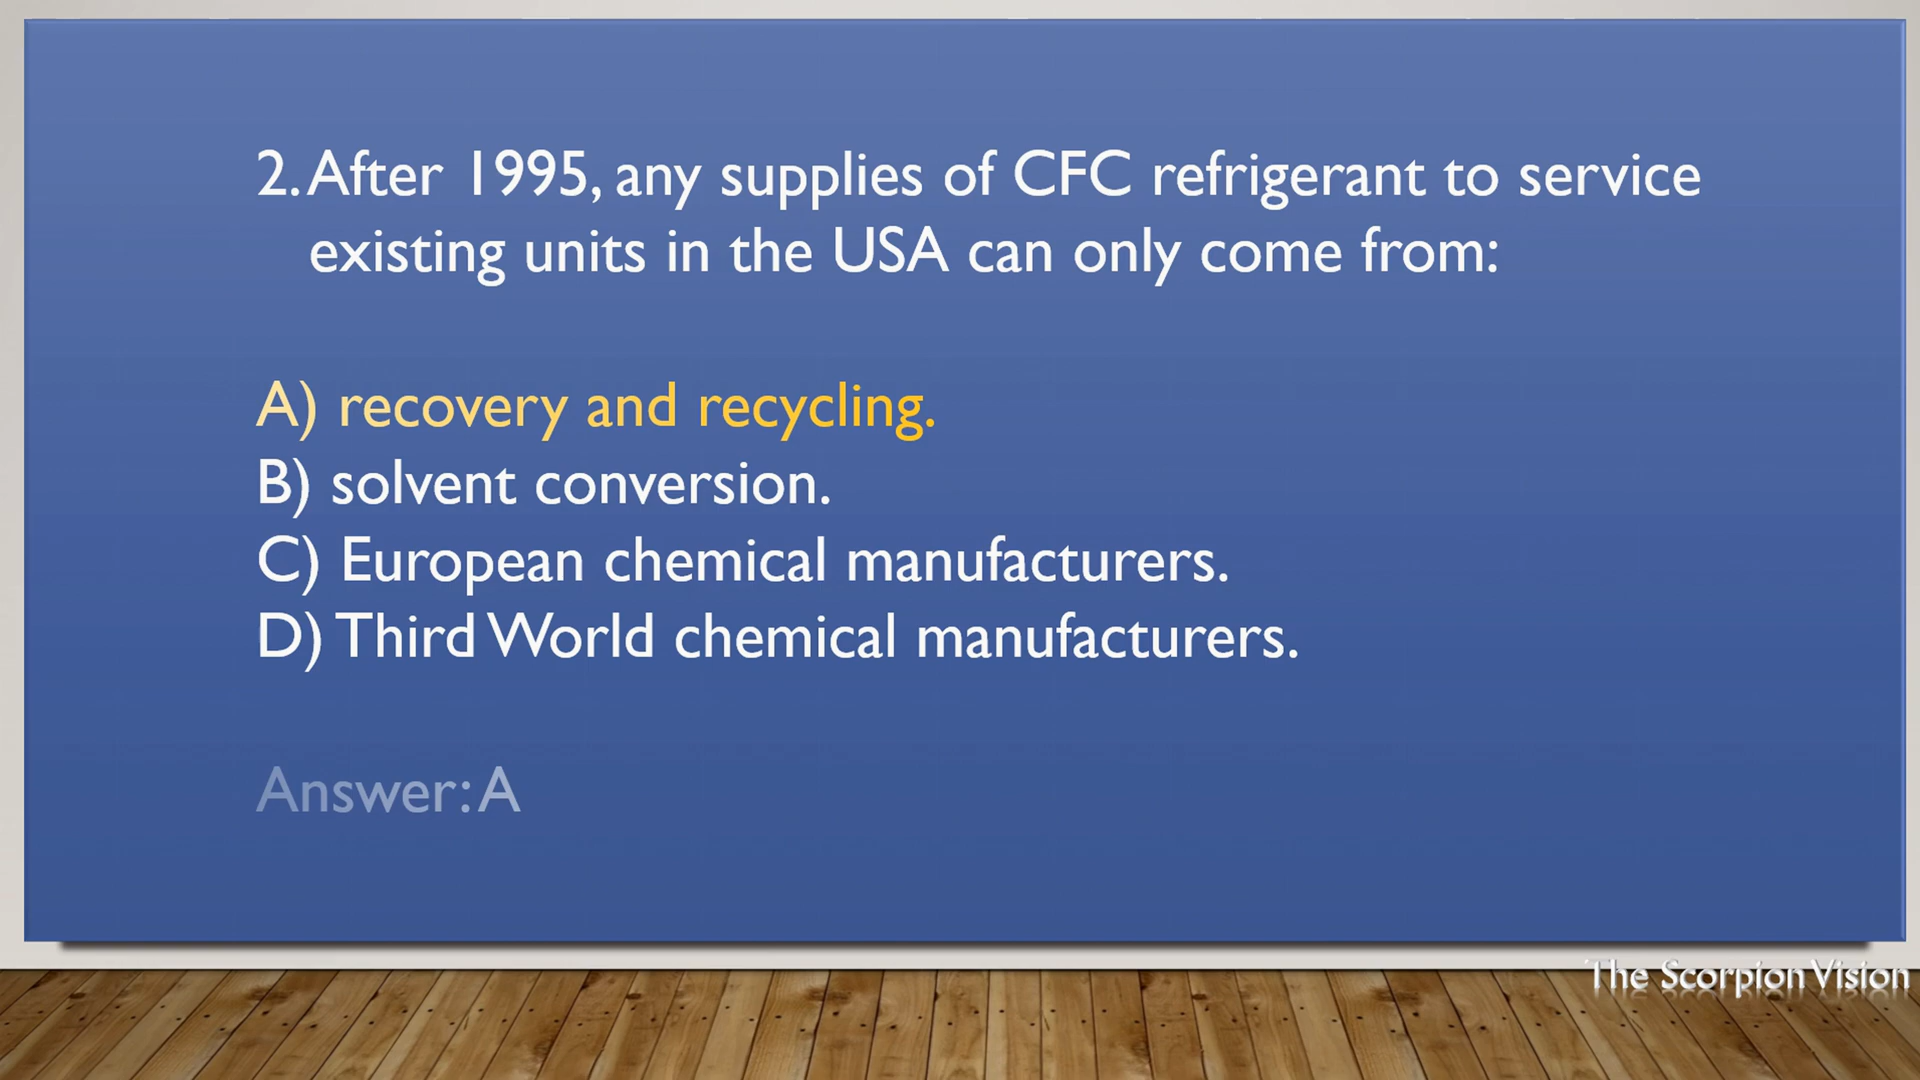 2. After 1995, any supplies of CFC refrigerant to service
existing units in the USA can only come from:
A) recovery and recycling.
B) solvent conversion.
C) European chemical manufacturers.
D) Third World chemical manufacturers.
Answer: A
The Scorpion Vision